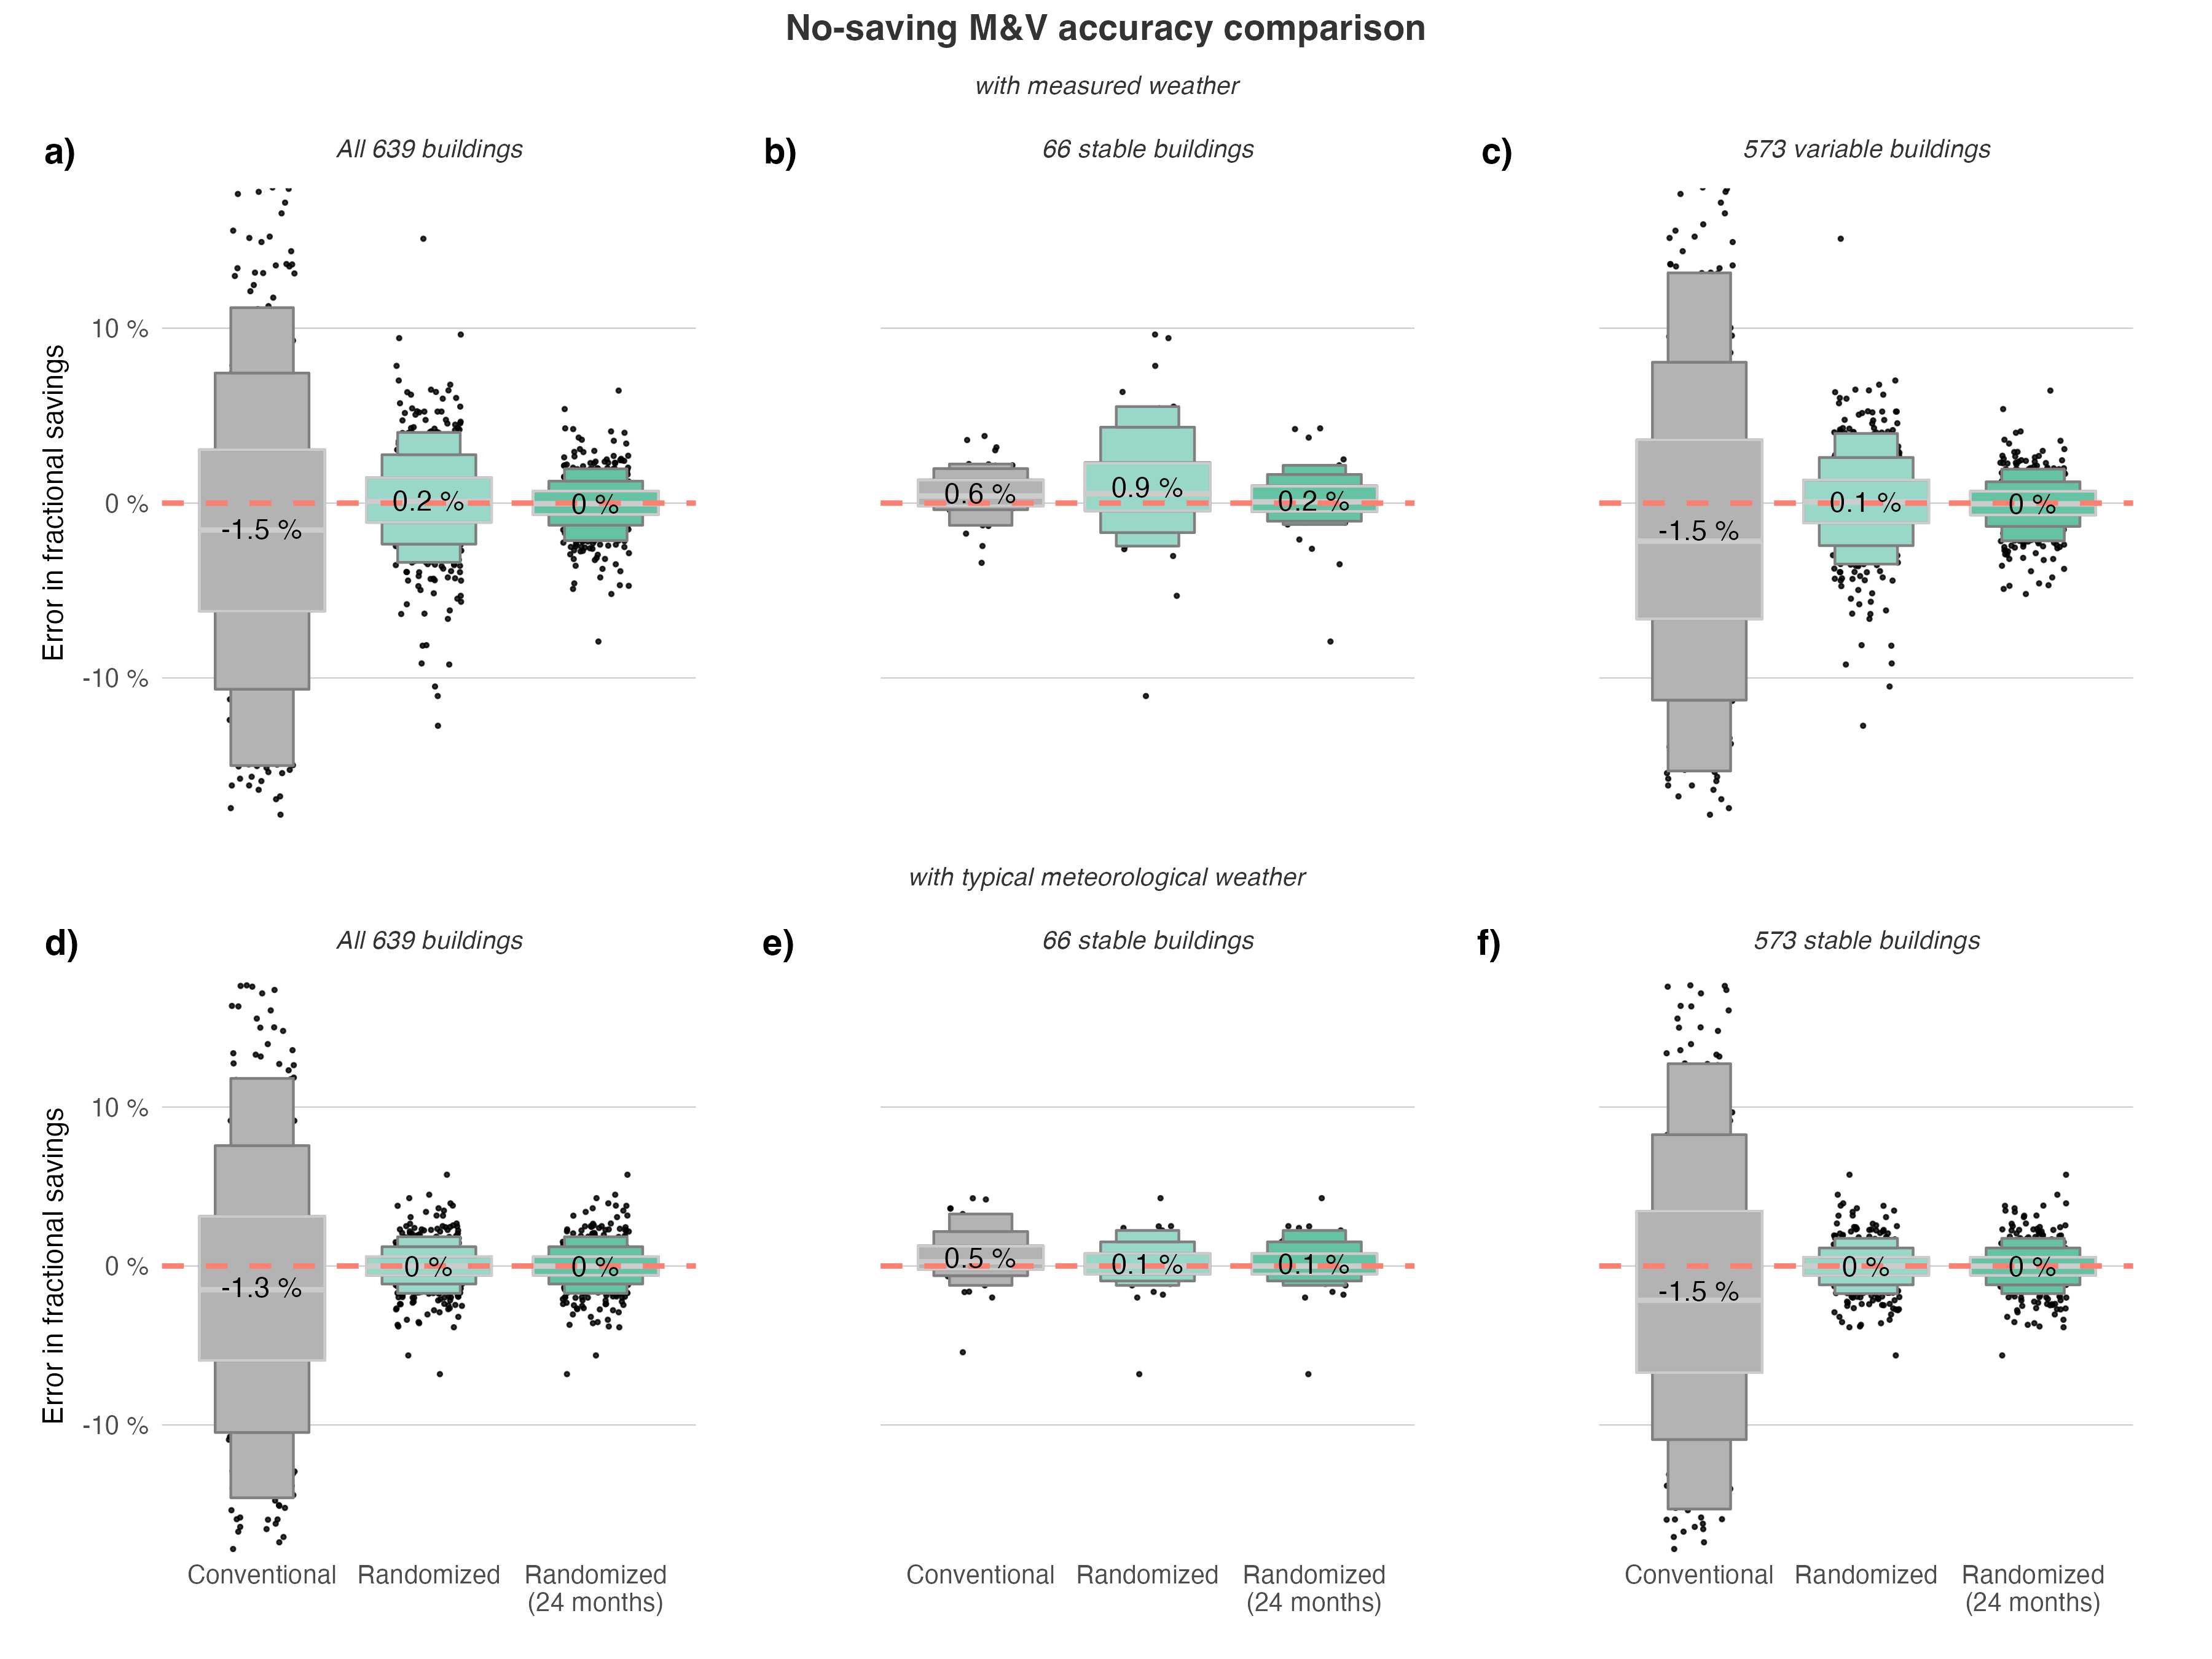 No-saving M&V accuracy comparison
with measured weather
a)
All 639 buildings
b)
66 stable buildings
c)
573 variable buildings
Error in fractional savings
10 %
0 %
-10 %
-1.5 %
0.2 %
0 %
0.6 %
0.9 %
0.2 %
-1.5 %
0.1 %
0 %
with typical meteorological weather
d)
All 639 buildings
e)
66 stable buildings
f)
573 stable buildings
Error in fractional savings
10 %
0 %
-10 %
-1.3 %
0 %
0 %
0.5 %
0.1 %
0.1 %
-1.5 %
0 %
0 %
Conventional
Randomized
Randomized
(24 months)
Conventional
Randomized
Randomized
(24 months)
Conventional
Randomized
Randomized
(24 months)